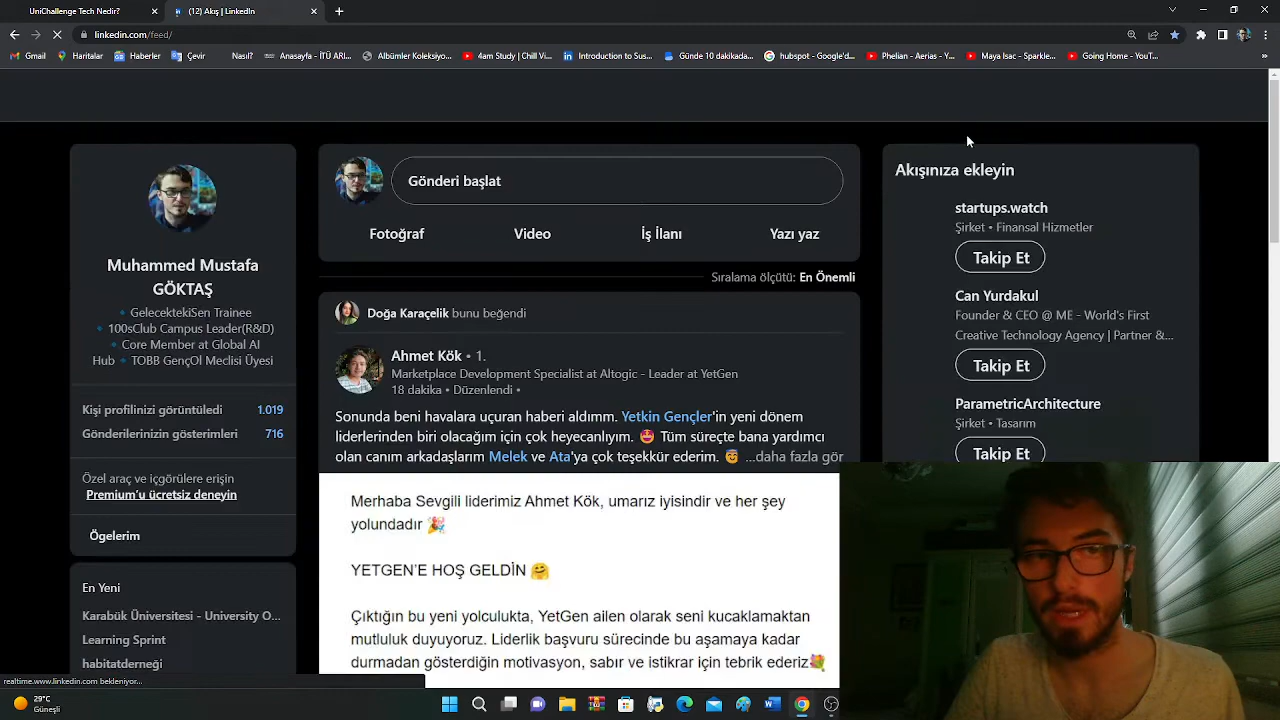 UniChallenge Tech Nedir?
(12) Akış | LinkedIn
linkedin.com/feed/
Gmail
Haritalar
Haberler
Çevir
Nasıl?
Anasayfa - İTÜ ARI...
Albümler Koleksiyo...
4am Study | Chill Vi...
Introduction to Sus...
Günde 10 dakikada...
hubspot - Google'd...
Phelian - Aerias - Y...
Maya Isac - Sparkle...
Going Home - YouT...
Muhammed Mustafa
GÖKTAŞ
GelecektekiSen Trainee
100sClub Campus Leader(R&D)
Core Member at Global AI
Hub 🔹 TOBB GençOl Meclisi Üyesi
Kişi profilinizi görüntüledi 1.019
Gönderilerinizin gösterimleri 716
Özel araç ve içgörülere erişin
Premium'u ücretsiz deneyin
Ögelerim
En Yeni
Karabük Üniversitesi - University O...
Learning Sprint
habitatderneği
Gönderi başlat
Fotoğraf
Video
İş İlanı
Yazı yaz
Sıralama ölçütü: En Önemli
Doğa Karaçelik bunu beğendi
Ahmet Kök • 1.
Marketplace Development Specialist at Altogic - Leader at YetGen
18 dakika • Düzenlendi •
Sonunda beni havalara uçuran haberi aldımm. Yetkin Gençler'in yeni dönem
liderlerinden biri olacağım için çok heyecanlıyım. 🤩 Tüm süreçte bana yardımcı
olan canım arkadaşlarım Melek ve Ata'ya çok teşekkür ederim. 😇 ...daha fazla gör
Merhaba Sevgili liderimiz Ahmet Kök, umarız iyisindir ve her şey
yolundadır 🎉
YETGEN'E HOŞ GELDİN 🤗
Çıktığın bu yeni yolculukta, YetGen ailen olarak seni kucaklamaktan
mutluluk duyuyoruz. Liderlik başvuru sürecinde bu aşamaya kadar
durmadan gösterdiğin motivasyon, sabır ve istikrar için tebrik ederiz💐
Akışınıza ekleyin
startups.watch
Şirket • Finansal Hizmetler
Takip Et
Can Yurdakul
Founder & CEO @ ME - World's First
Creative Technology Agency | Partner &...
Takip Et
ParametricArchitecture
Şirket • Tasarım
Takip Et
realtime.www.linkedin.com bekleniyor...
29°C
Güneşli